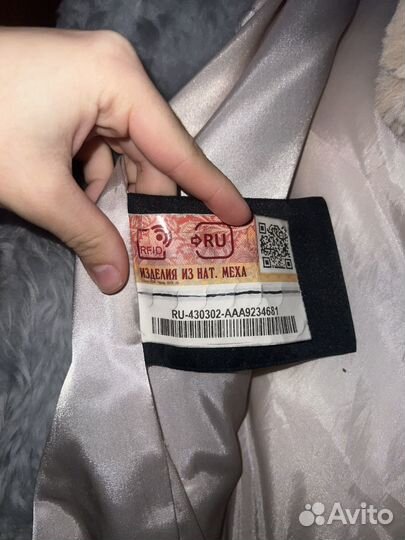 RFID
RU
ИЗДЕЛИЯ ИЗ НАТ. МЕХА
RU-430302-AAA9234681
Avito